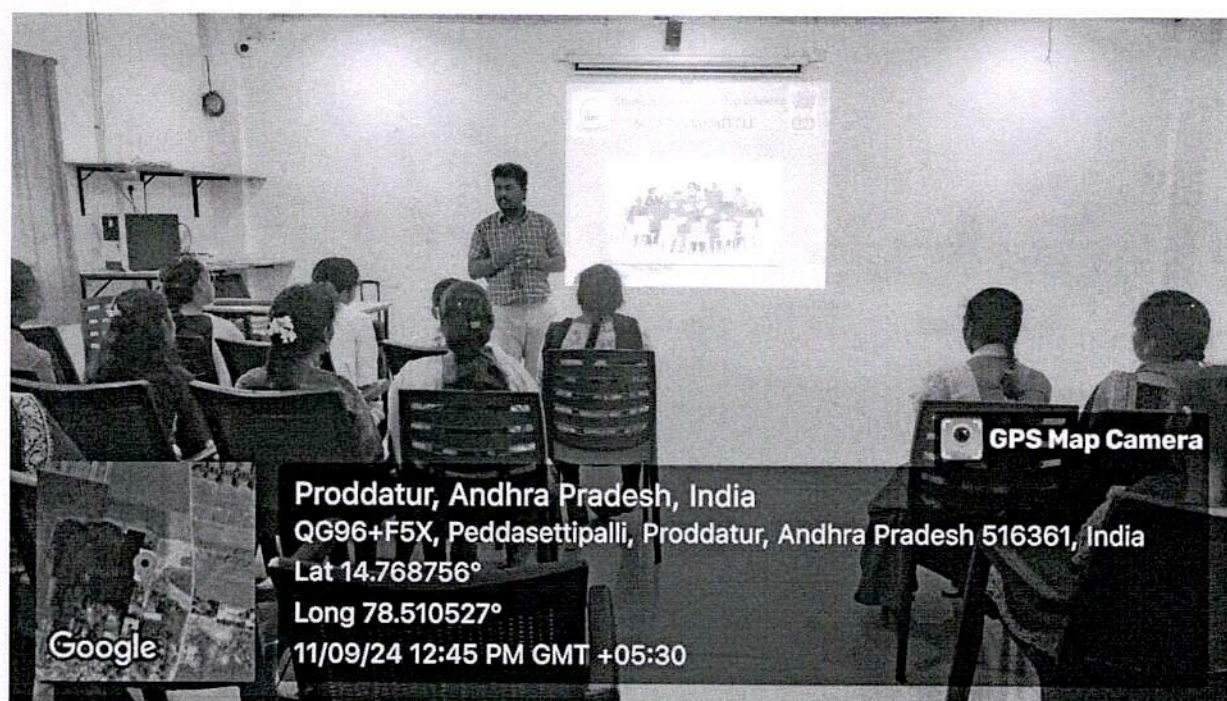 GPS Map Camera
Proddatur, Andhra Pradesh, India
QG96+F5X, Peddasettipalli, Proddatur, Andhra Pradesh 516361, India
Lat 14.768756°
Long 78.510527°
11/09/24 12:45 PM GMT +05:30
Google